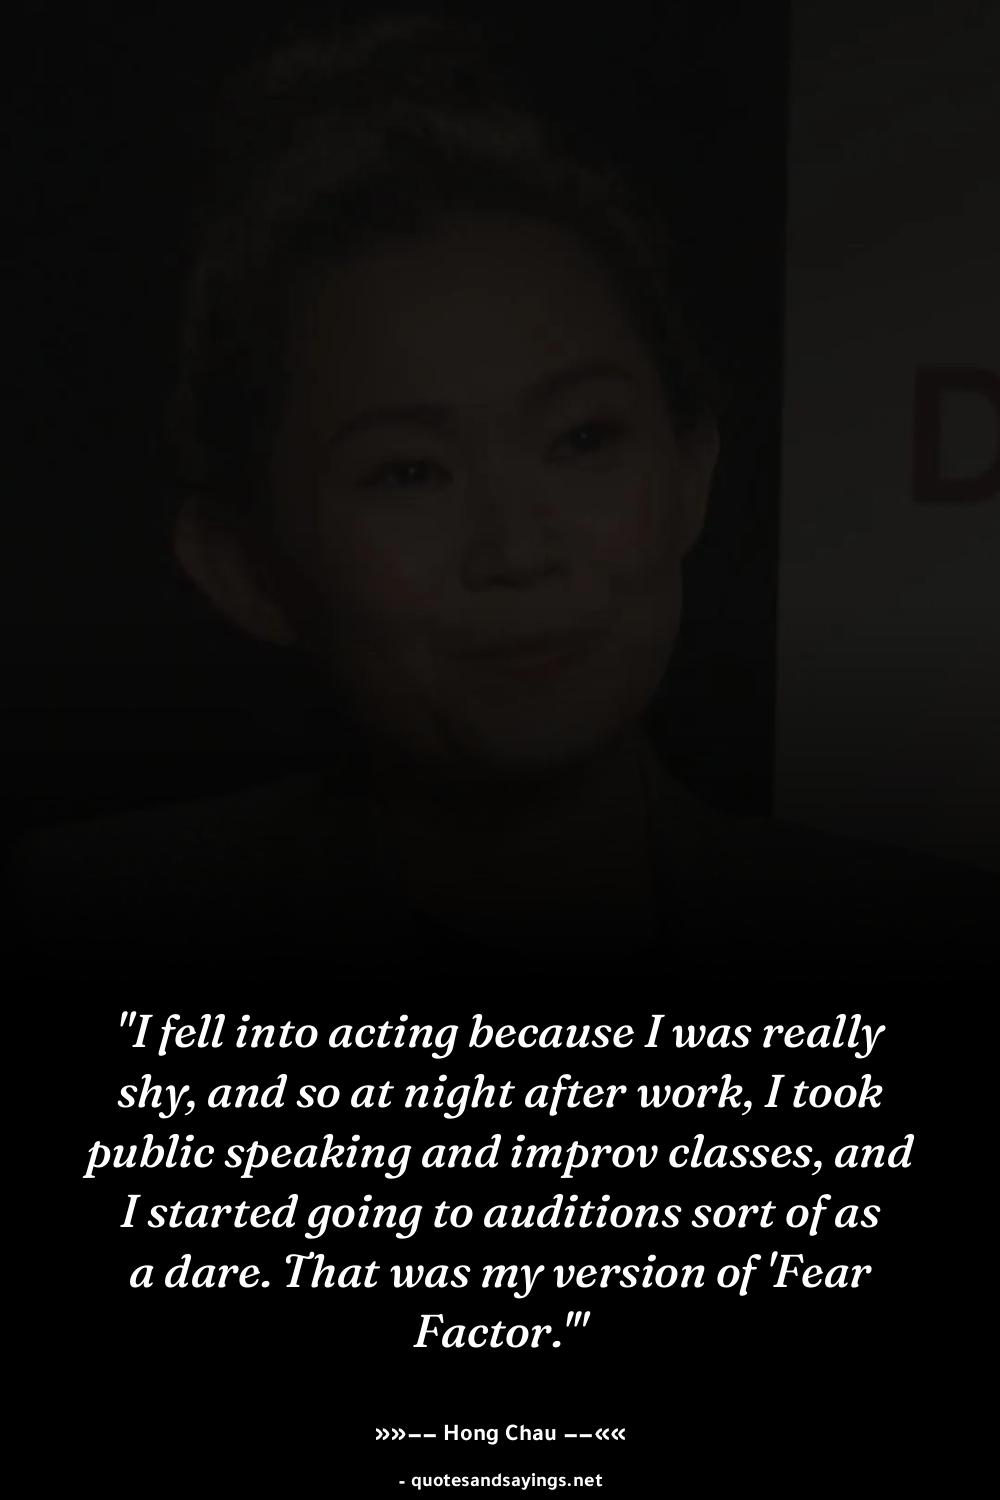 D
"I fell into acting because I was really
shy, and so at night after work, I took
public speaking and improv classes, and
I started going to auditions sort of as
a dare. That was my version of 'Fear
Factor.'"
»»–– Hong Chau ––««
- quotesandsayings.net